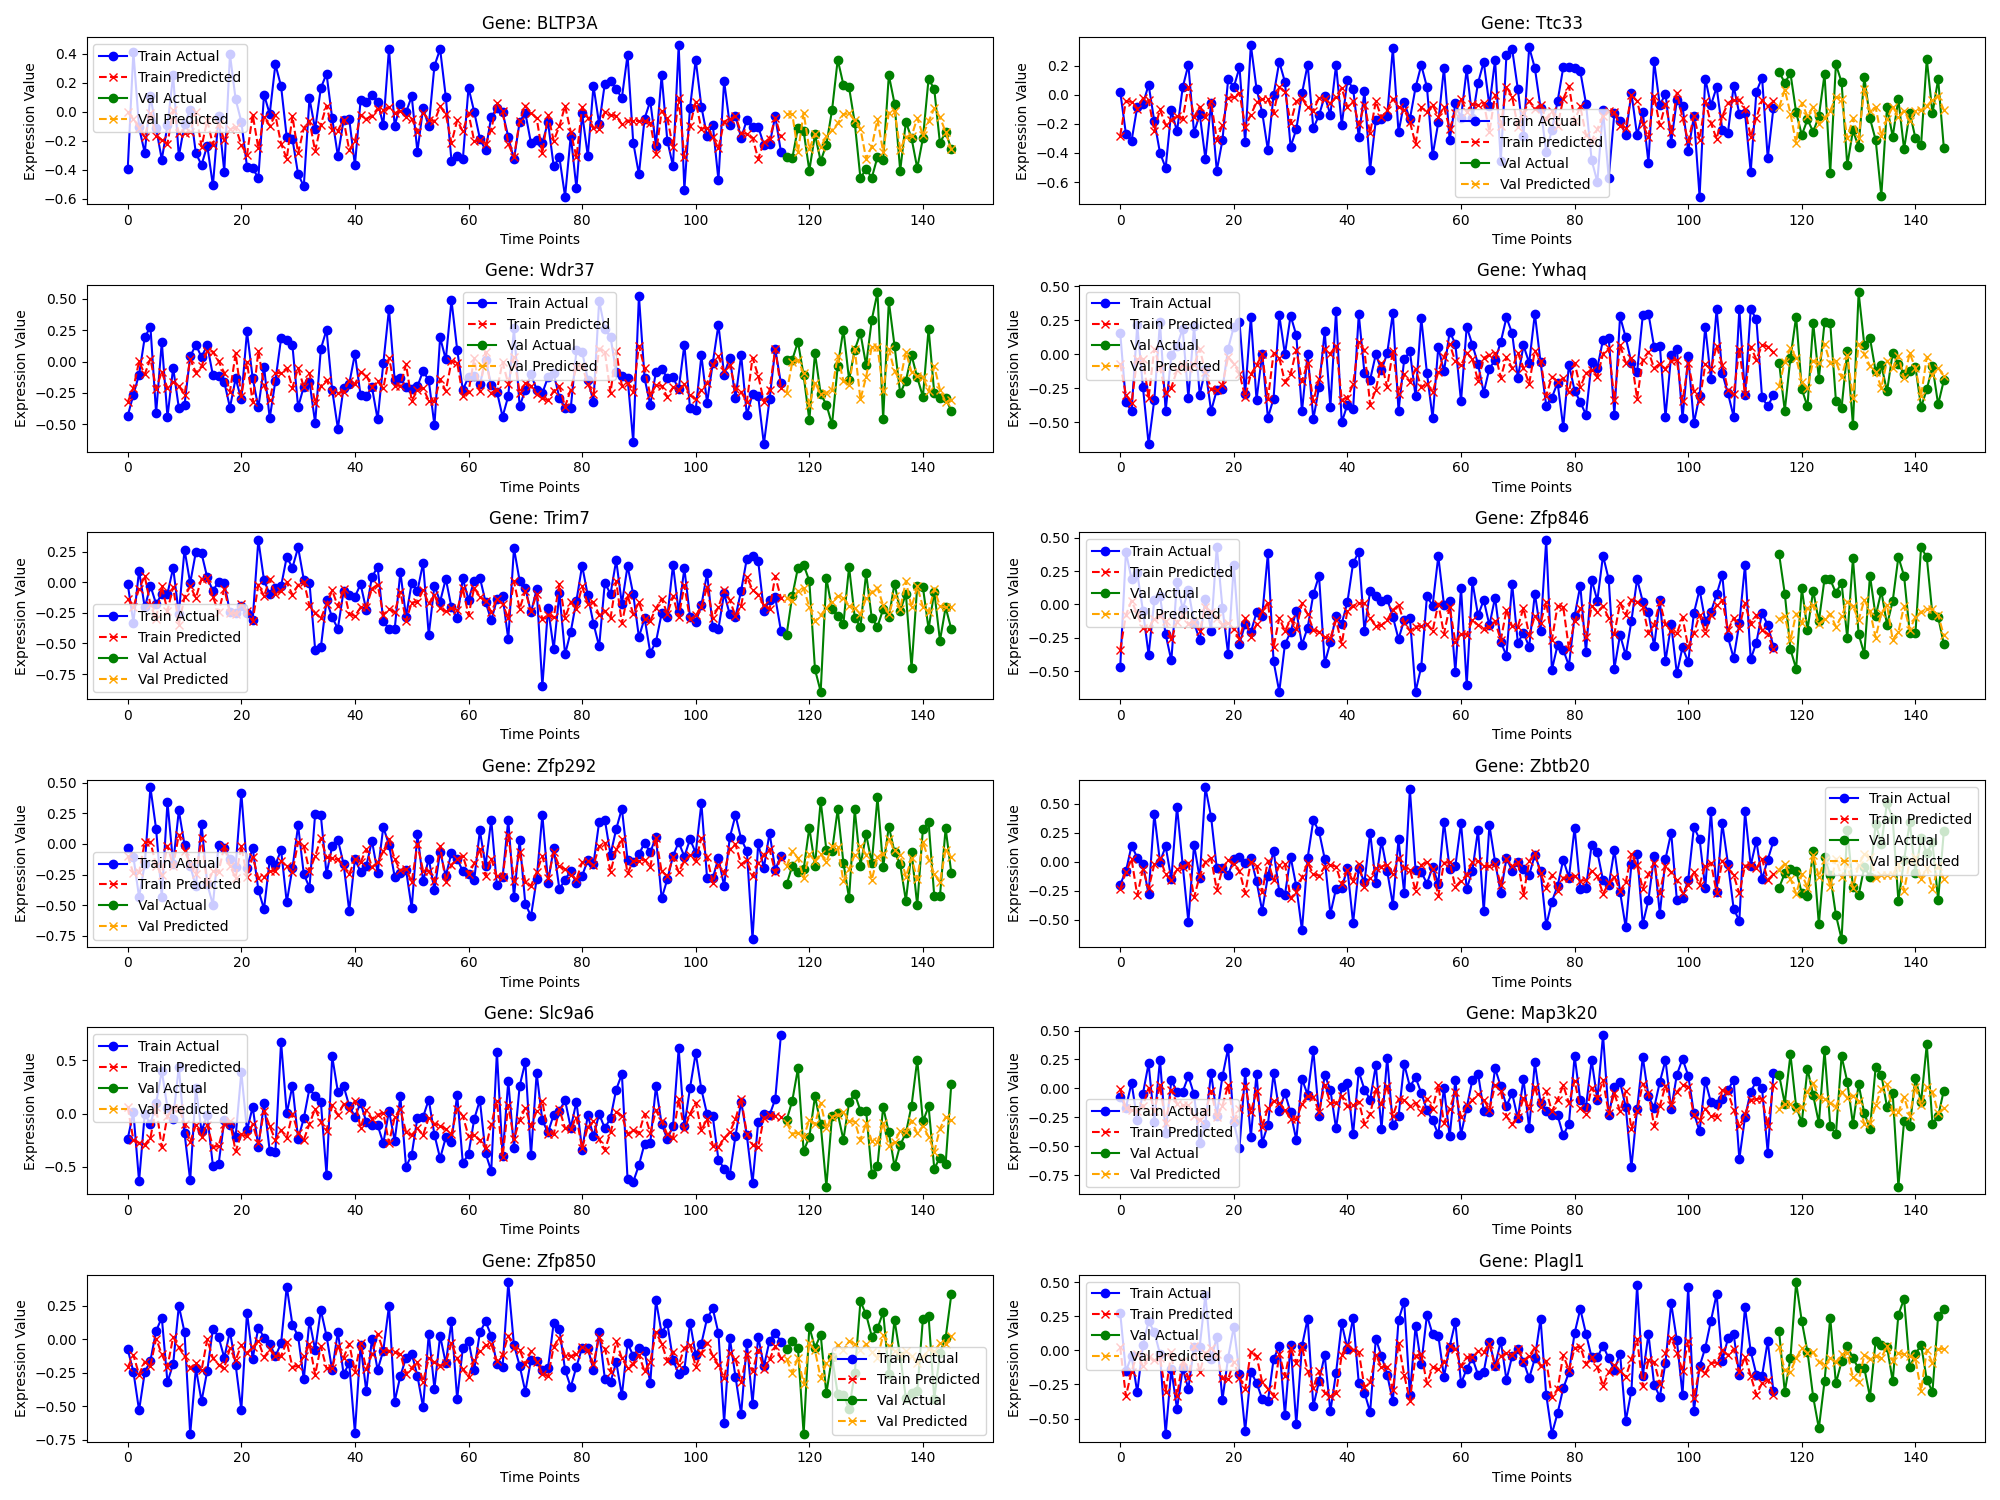 Gene: BLTP3A
Expression Value
0.4
0.2
0.0
−0.2
−0.4
−0.6
Train Actual
Train Predicted
Val Actual
Val Predicted
0 20 40 60 80 100 120 140
Time Points
Gene: Ttc33
Expression Value
0.2
0.0
−0.2
−0.4
−0.6
Train Actual
Train Predicted
Val Actual
Val Predicted
0 20 40 60 80 100 120 140
Time Points
Gene: Wdr37
Expression Value
0.50
0.25
0.00
−0.25
−0.50
Train Actual
Train Predicted
Val Actual
Val Predicted
0 20 40 60 80 100 120 140
Time Points
Gene: Ywhaq
Expression Value
0.50
0.25
0.00
−0.25
−0.50
Train Actual
Train Predicted
Val Actual
Val Predicted
0 20 40 60 80 100 120 140
Time Points
Gene: Trim7
Expression Value
0.25
0.00
−0.25
−0.50
−0.75
Train Actual
Train Predicted
Val Actual
Val Predicted
0 20 40 60 80 100 120 140
Time Points
Gene: Zfp846
Expression Value
0.50
0.25
0.00
−0.25
−0.50
Train Actual
Train Predicted
Val Actual
Val Predicted
0 20 40 60 80 100 120 140
Time Points
Gene: Zfp292
Expression Value
0.50
0.25
0.00
−0.25
−0.50
−0.75
Train Actual
Train Predicted
Val Actual
Val Predicted
0 20 40 60 80 100 120 140
Time Points
Gene: Zbtb20
Expression Value
0.50
0.25
0.00
−0.25
−0.50
Train Actual
Train Predicted
Val Actual
Val Predicted
0 20 40 60 80 100 120 140
Time Points
Gene: Slc9a6
Expression Value
0.5
0.0
−0.5
Train Actual
Train Predicted
Val Actual
Val Predicted
0 20 40 60 80 100 120 140
Time Points
Gene: Map3k20
Expression Value
0.50
0.25
0.00
−0.25
−0.50
−0.75
Train Actual
Train Predicted
Val Actual
Val Predicted
0 20 40 60 80 100 120 140
Time Points
Gene: Zfp850
Expression Value
0.25
0.00
−0.25
−0.50
−0.75
Train Actual
Train Predicted
Val Actual
Val Predicted
0 20 40 60 80 100 120 140
Time Points
Gene: Plagl1
Expression Value
0.50
0.25
0.00
−0.25
−0.50
Train Actual
Train Predicted
Val Actual
Val Predicted
0 20 40 60 80 100 120 140
Time Points